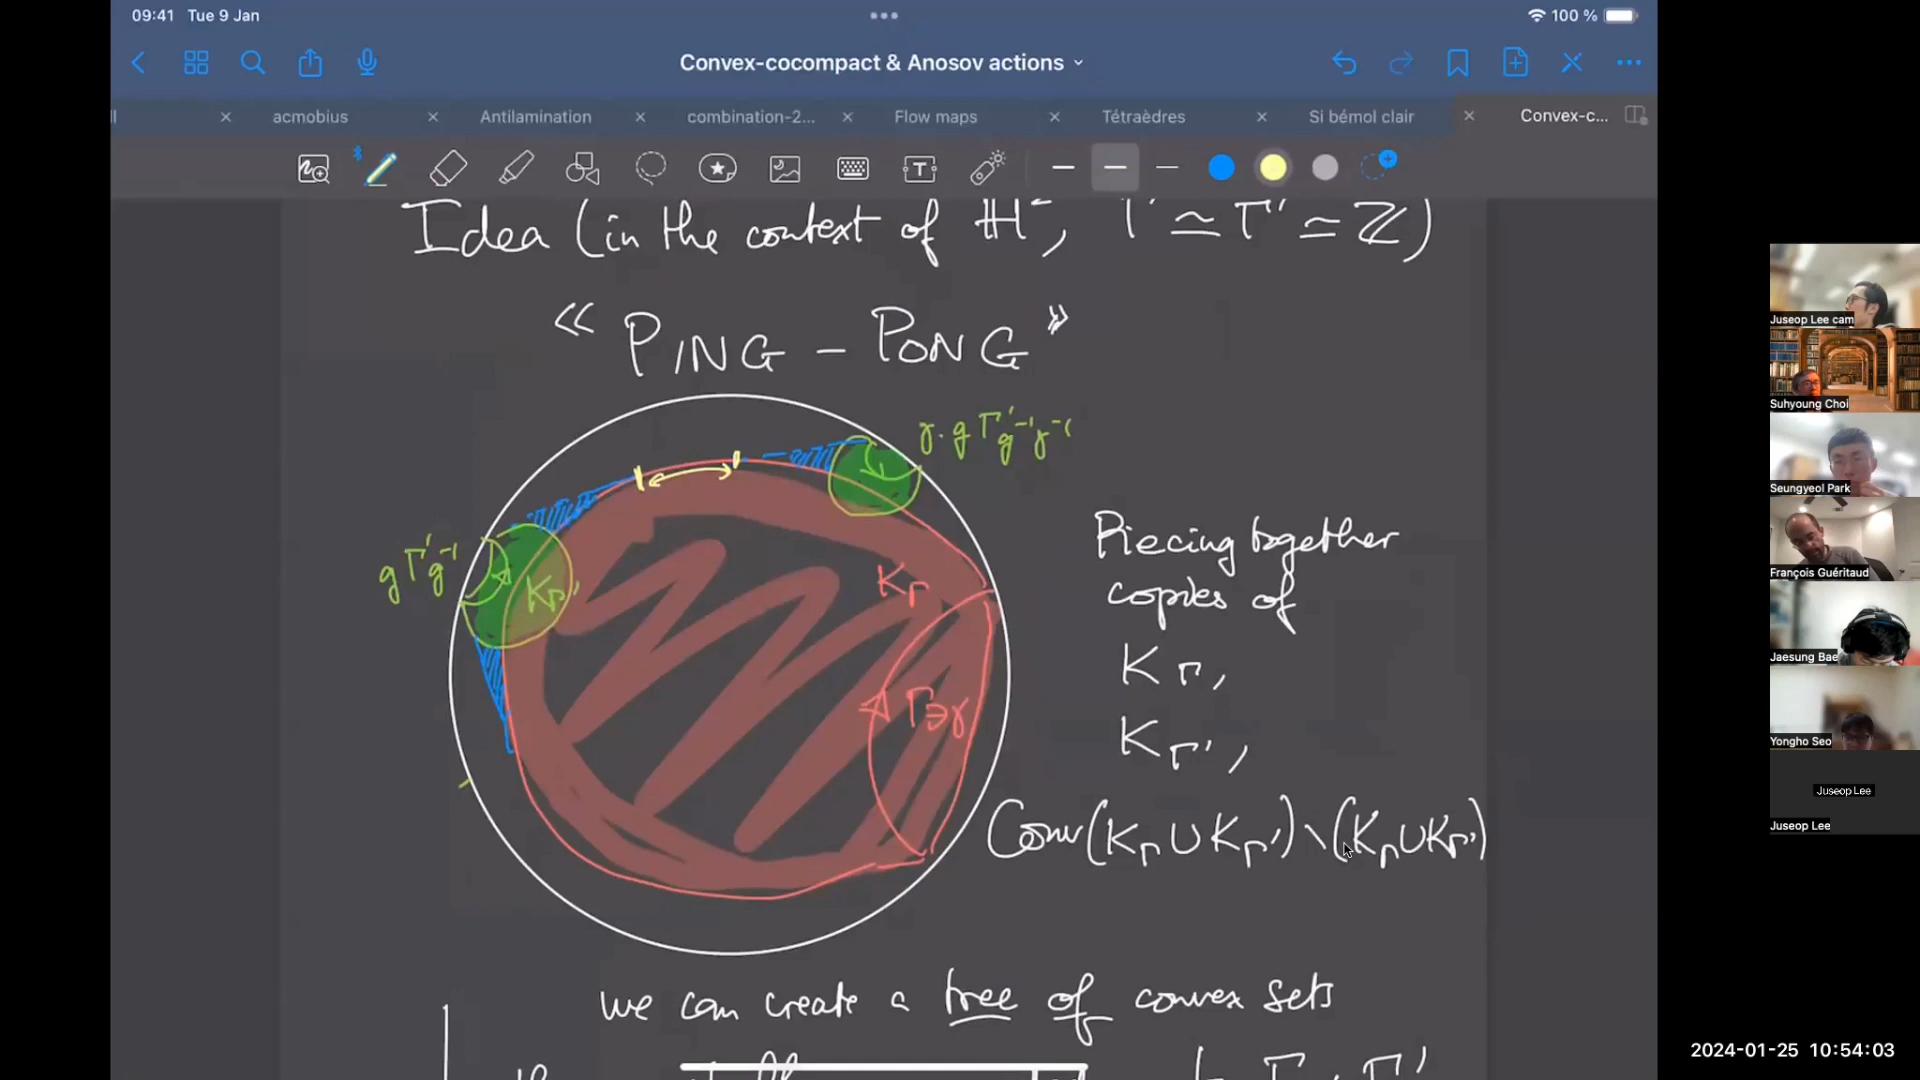 09:41 Tue 9 Jan
100 %
Convex-cocompact & Anosov actions
ll
acmobius
Antilamination
combination-2...
Flow maps
Tétraèdres
Si bémol clair
Convex-c...
Idea (in the context of ℍ², Γ ≃ Γ' ≃ ℤ)
« PING - PONG »
γ.gΓ'g⁻¹γ⁻¹
gΓ'g⁻¹
K_Γ'
K_Γ
Γ∋γ
Piecing together
copies of
K_Γ,
K_Γ',
Conv(K_Γ ∪ K_Γ') \ (K_Γ ∪ K_Γ')
we can create a tree of convex sets
Juseop Lee cam
Suhyoung Choi
Seungyeol Park
François Guéritaud
Jaesung Bae
Yongho Seo
Juseop Lee
Juseop Lee
2024-01-25 10:54:03